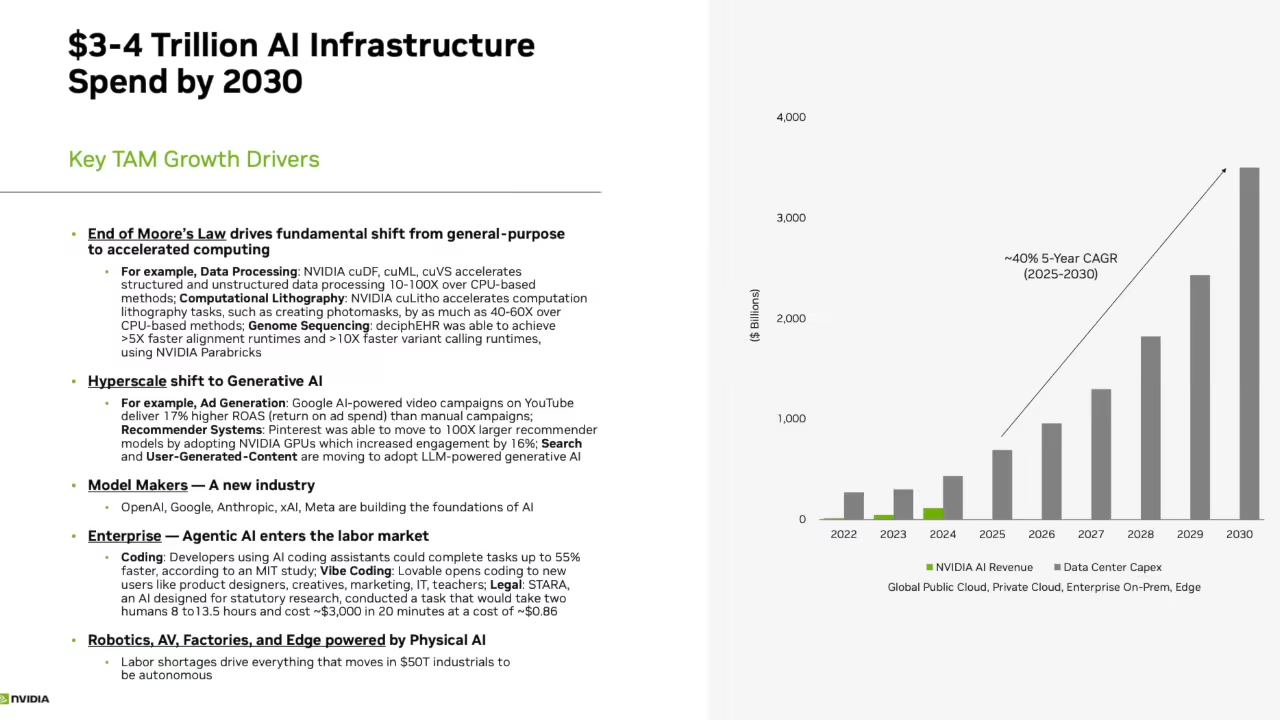 $3-4 Trillion AI Infrastructure
Spend by 2030
Key TAM Growth Drivers
• End of Moore's Law drives fundamental shift from general-purpose
to accelerated computing
• For example, Data Processing: NVIDIA cuDF, cuML, cuVS accelerates
structured and unstructured data processing 10-100X over CPU-based
methods; Computational Lithography: NVIDIA cuLitho accelerates computation
lithography tasks, such as creating photomasks, by as much as 40-60X over
CPU-based methods; Genome Sequencing: deciphEHR was able to achieve
>5X faster alignment runtimes and >10X faster variant calling runtimes,
using NVIDIA Parabricks
• Hyperscale shift to Generative AI
• For example, Ad Generation: Google AI-powered video campaigns on YouTube
deliver 17% higher ROAS (return on ad spend) than manual campaigns;
Recommender Systems: Pinterest was able to move to 100X larger recommender
models by adopting NVIDIA GPUs which increased engagement by 16%; Search
and User-Generated-Content are moving to adopt LLM-powered generative AI
• Model Makers — A new industry
• OpenAI, Google, Anthropic, xAI, Meta are building the foundations of AI
• Enterprise — Agentic AI enters the labor market
• Coding: Developers using AI coding assistants could complete tasks up to 55%
faster, according to an MIT study; Vibe Coding: Lovable opens coding to new
users like product designers, creatives, marketing, IT, teachers; Legal: STARA,
an AI designed for statutory research, conducted a task that would take two
humans 8 to13.5 hours and cost ~$3,000 in 20 minutes at a cost of ~$0.86
• Robotics, AV, Factories, and Edge powered by Physical AI
• Labor shortages drive everything that moves in $50T industrials to
be autonomous
NVIDIA
4,000
3,000
2,000
1,000
0
($ Billions)
~40% 5-Year CAGR
(2025-2030)
2022 2023 2024 2025 2026 2027 2028 2029 2030
NVIDIA AI Revenue Data Center Capex
Global Public Cloud, Private Cloud, Enterprise On-Prem, Edge